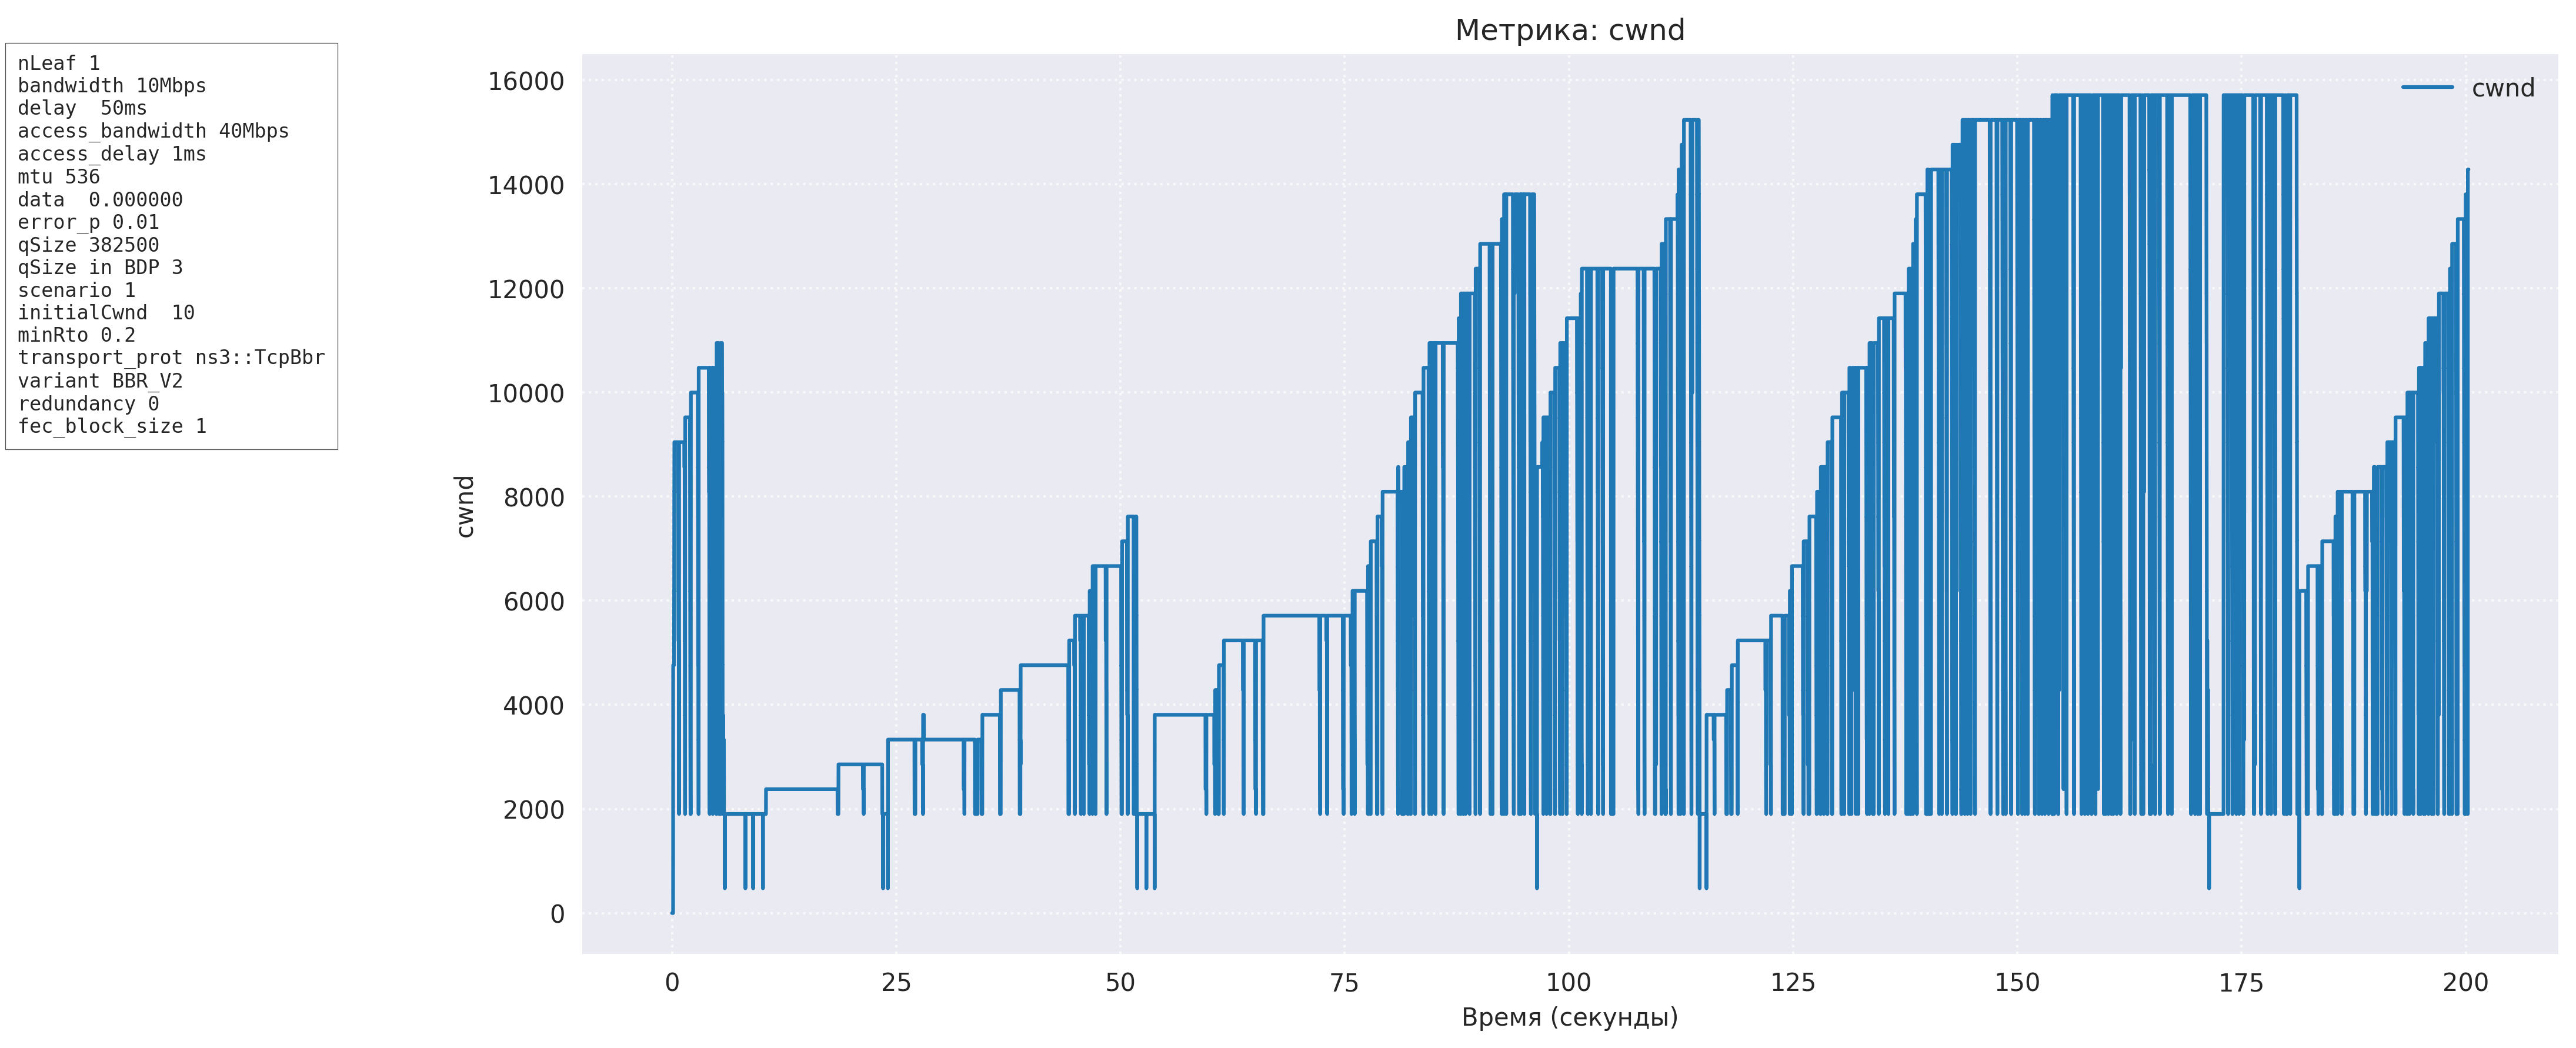 Метрика: cwnd
nLeaf 1
bandwidth 10Mbps
delay  50ms
access_bandwidth 40Mbps
access_delay 1ms
mtu 536
data  0.000000
error_p 0.01
qSize 382500
qSize in BDP 3
scenario 1
initialCwnd  10
minRto 0.2
transport_prot ns3::TcpBbr
variant BBR_V2
redundancy 0
fec_block_size 1
cwnd
16000
14000
12000
10000
8000
6000
4000
2000
0
cwnd
0 25 50 75 100 125 150 175 200
Время (секунды)